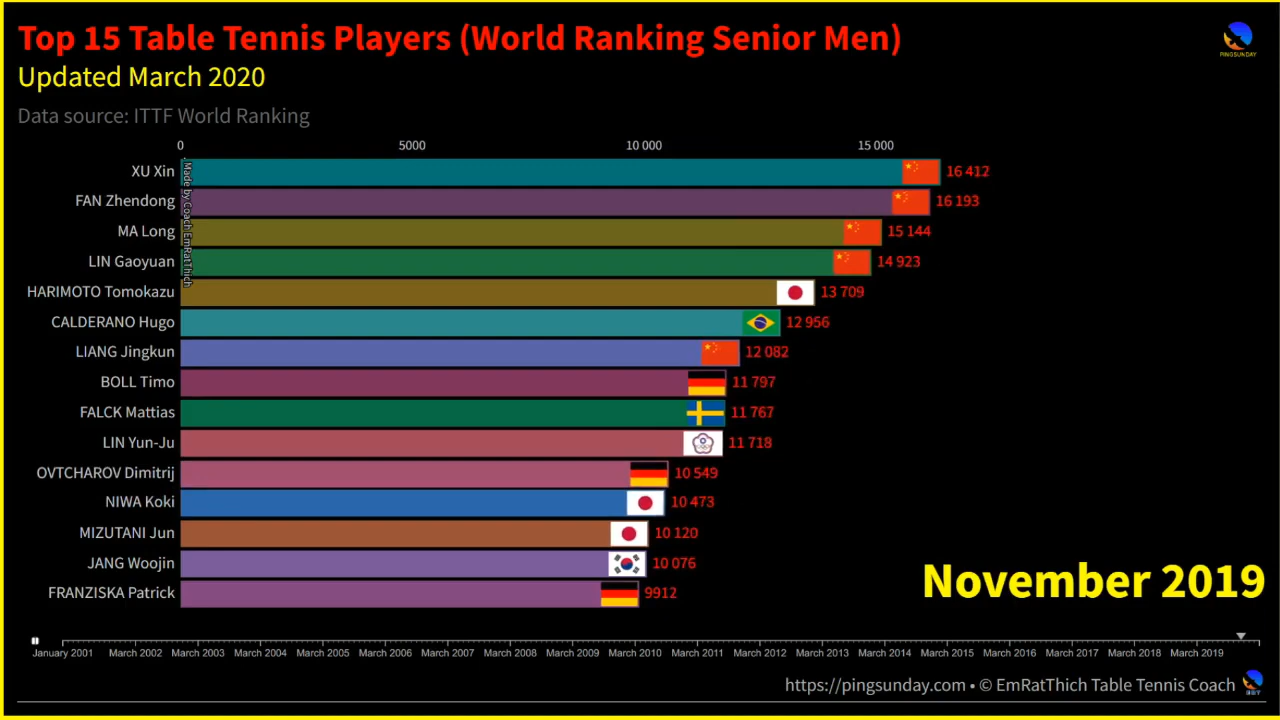 Top 15 Table Tennis Players (World Ranking Senior Men)
PINGSUNDAY
Updated March 2020
Data source: ITTF World Ranking
0 5000 10 000 15 000
XU Xin 16 412
FAN Zhendong 16 193
MA Long 15 144
LIN Gaoyuan 14 923
HARIMOTO Tomokazu 13 709
CALDERANO Hugo 12 956
LIANG Jingkun 12 082
BOLL Timo 11 797
FALCK Mattias 11 767
LIN Yun-Ju 11 718
OVTCHAROV Dimitrij 10 549
NIWA Koki 10 473
MIZUTANI Jun 10 120
JANG Woojin 10 076
FRANZISKA Patrick 9912
Made by Coach EmRatThich
November 2019
January 2001 March 2002 March 2003 March 2004 March 2005 March 2006 March 2007 March 2008 March 2009 March 2010 March 2011 March 2012 March 2013 March 2014 March 2015 March 2016 March 2017 March 2018 March 2019
https://pingsunday.com • © EmRatThich Table Tennis Coach